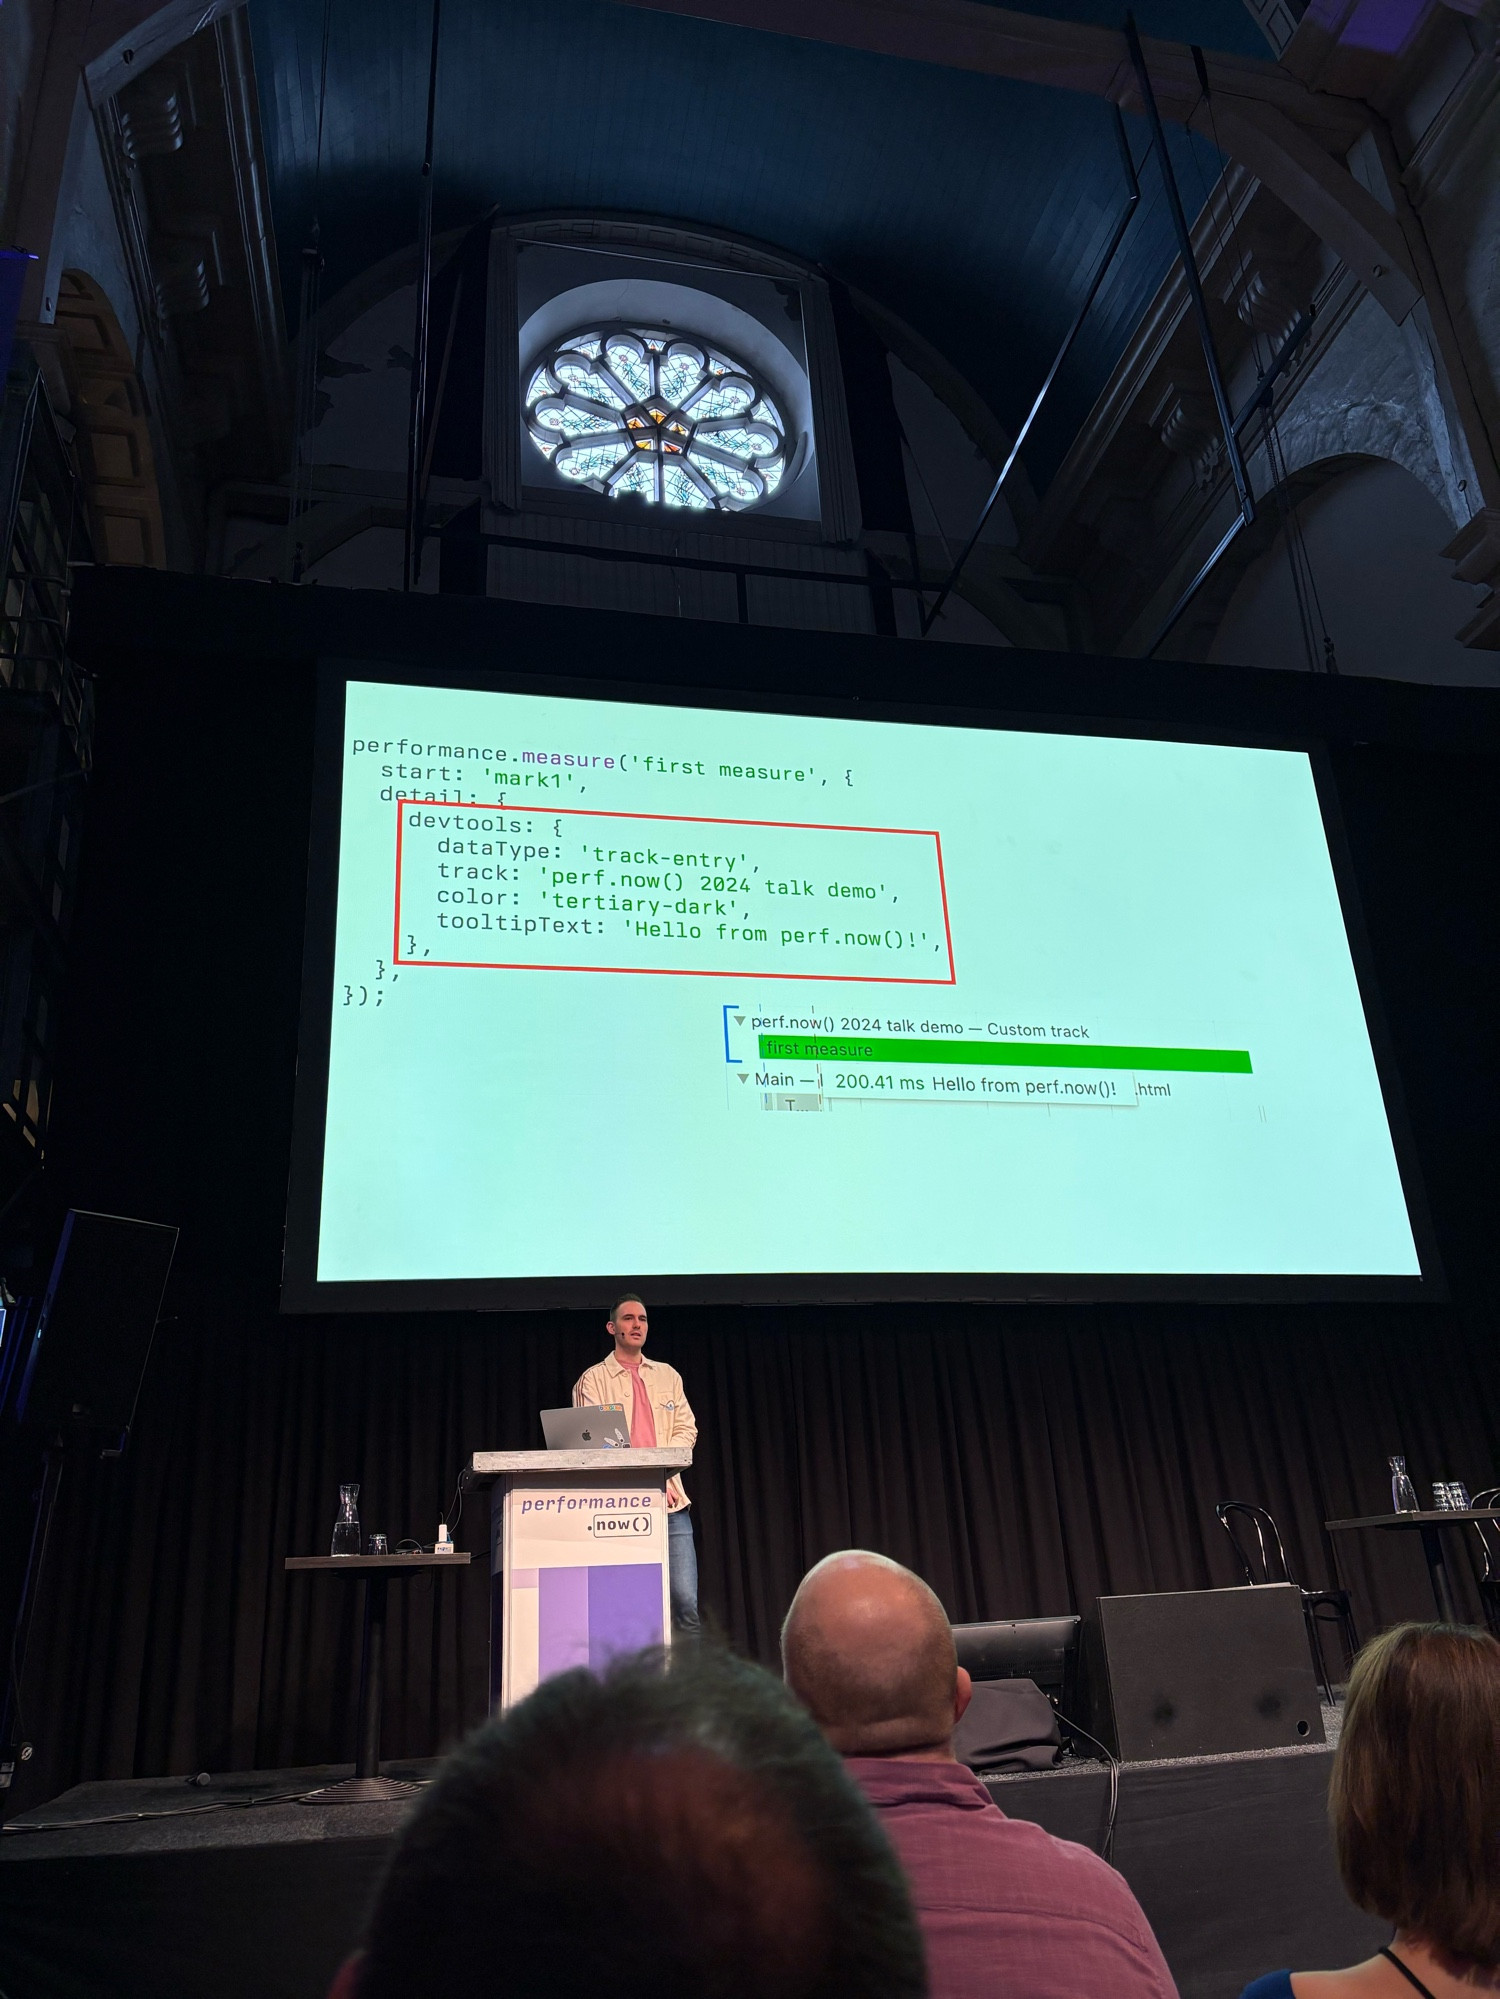 performance.measure('first measure', {
start: 'mark1',
detail: {
devtools: {
dataType: 'track-entry',
track: 'perf.now() 2024 talk demo',
color: 'tertiary-dark',
tooltipText: 'Hello from perf.now()!',
},
},
});
perf.now() 2024 talk demo — Custom track
first measure
Main — 200.41 ms Hello from perf.now()! .html
T...
performance
.now()